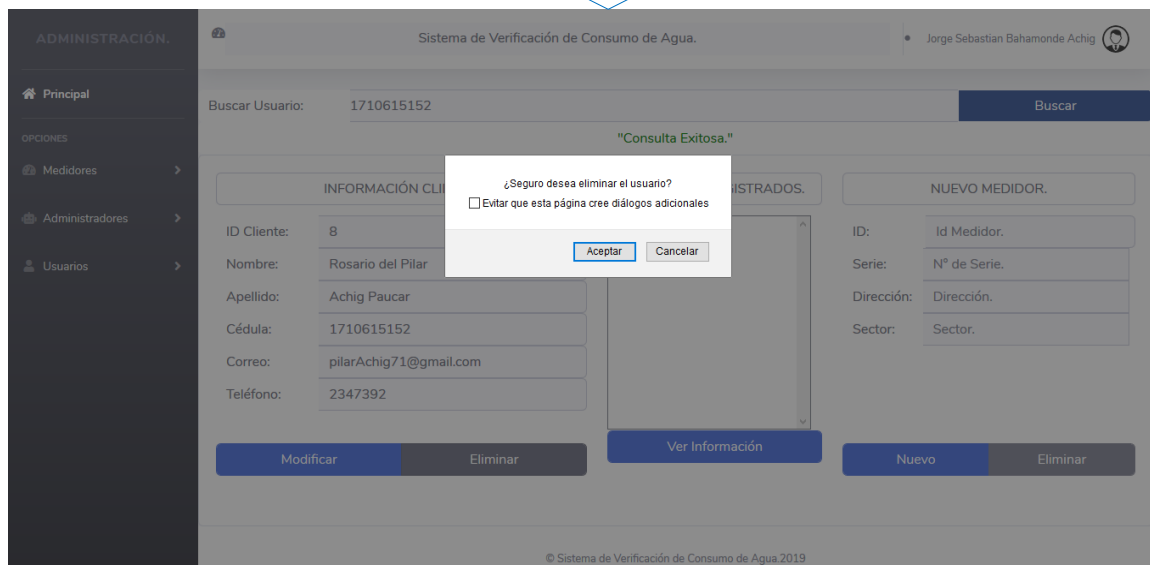 ADMINISTRACIÓN.
Sistema de Verificación de Consumo de Agua.
Jorge Sebastian Bahamonde Achig
Principal
OPCIONES
Medidores
Administradores
Usuarios
Buscar Usuario:
1710615152
Buscar
"Consulta Exitosa."
¿Seguro desea eliminar el usuario?
Evitar que esta página cree diálogos adicionales
Aceptar
Cancelar
INFORMACIÓN CLI
ISTRADOS.
NUEVO MEDIDOR.
ID Cliente:
8
Nombre:
Rosario del Pilar
Apellido:
Achig Paucar
Cédula:
1710615152
Correo:
pilarAchig71@gmail.com
Teléfono:
2347392
Modificar
Eliminar
Ver Información
ID:
Id Medidor.
Serie:
N° de Serie.
Dirección:
Dirección.
Sector:
Sector.
Nuevo
Eliminar
© Sistema de Verificación de Consumo de Agua.2019